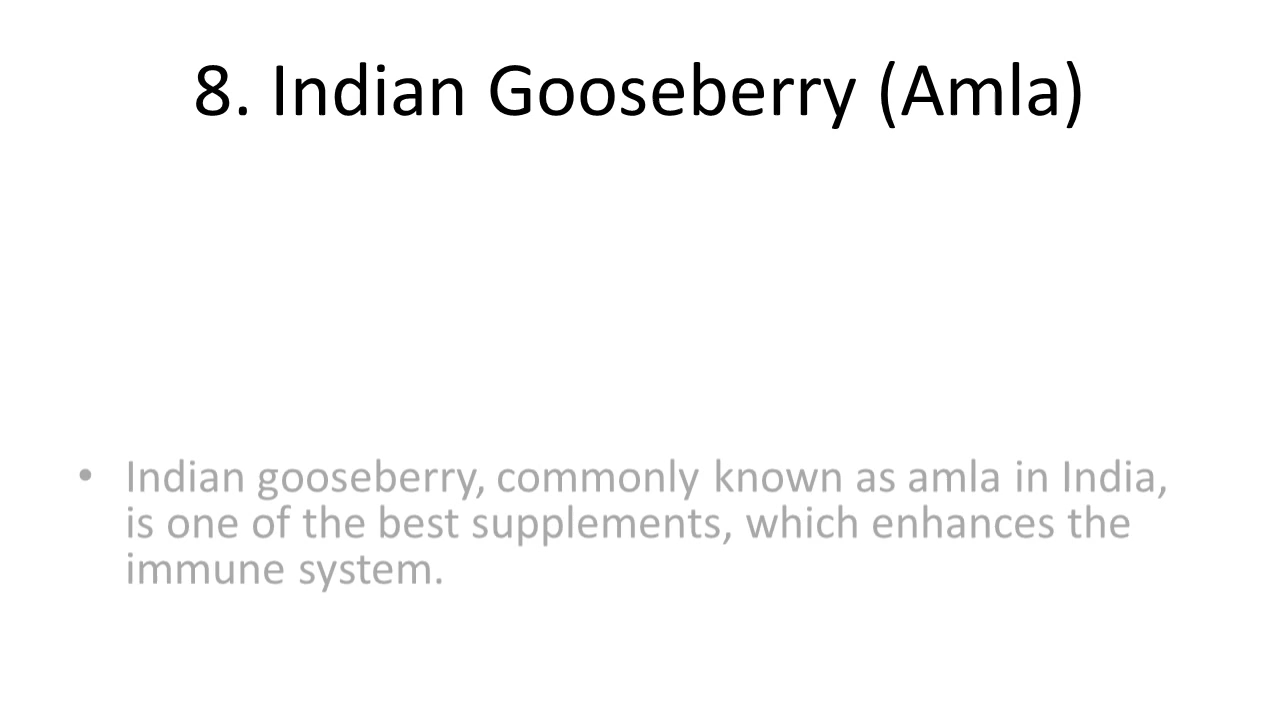 8. Indian Gooseberry (Amla)
• Indian gooseberry, commonly known as amla in India,
is one of the best supplements, which enhances the
immune system.